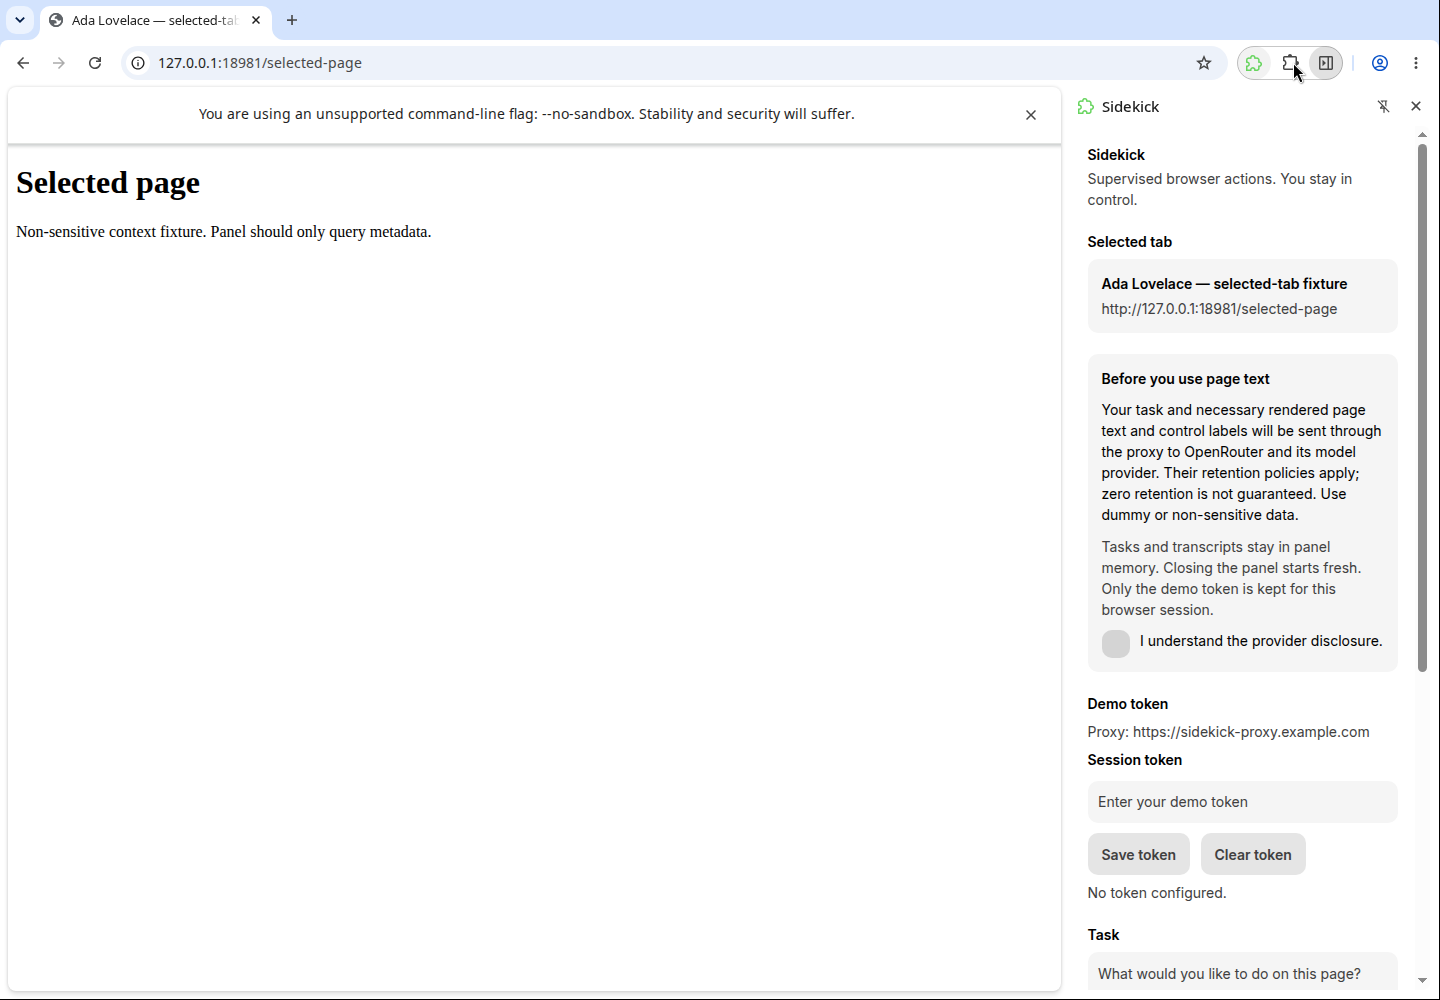 Ada Lovelace — selected-ta
127.0.0.1:18981/selected-page
You are using an unsupported command-line flag: --no-sandbox. Stability and security will suffer.
Selected page
Non-sensitive context fixture. Panel should only query metadata.
Sidekick
Sidekick
Supervised browser actions. You stay in
control.
Selected tab
Ada Lovelace — selected-tab fixture
http://127.0.0.1:18981/selected-page
Before you use page text
Your task and necessary rendered page
text and control labels will be sent through
the proxy to OpenRouter and its model
provider. Their retention policies apply;
zero retention is not guaranteed. Use
dummy or non-sensitive data.
Tasks and transcripts stay in panel
memory. Closing the panel starts fresh.
Only the demo token is kept for this
browser session.
I understand the provider disclosure.
Demo token
Proxy: https://sidekick-proxy.example.com
Session token
Enter your demo token
Save token Clear token
No token configured.
Task
What would you like to do on this page?